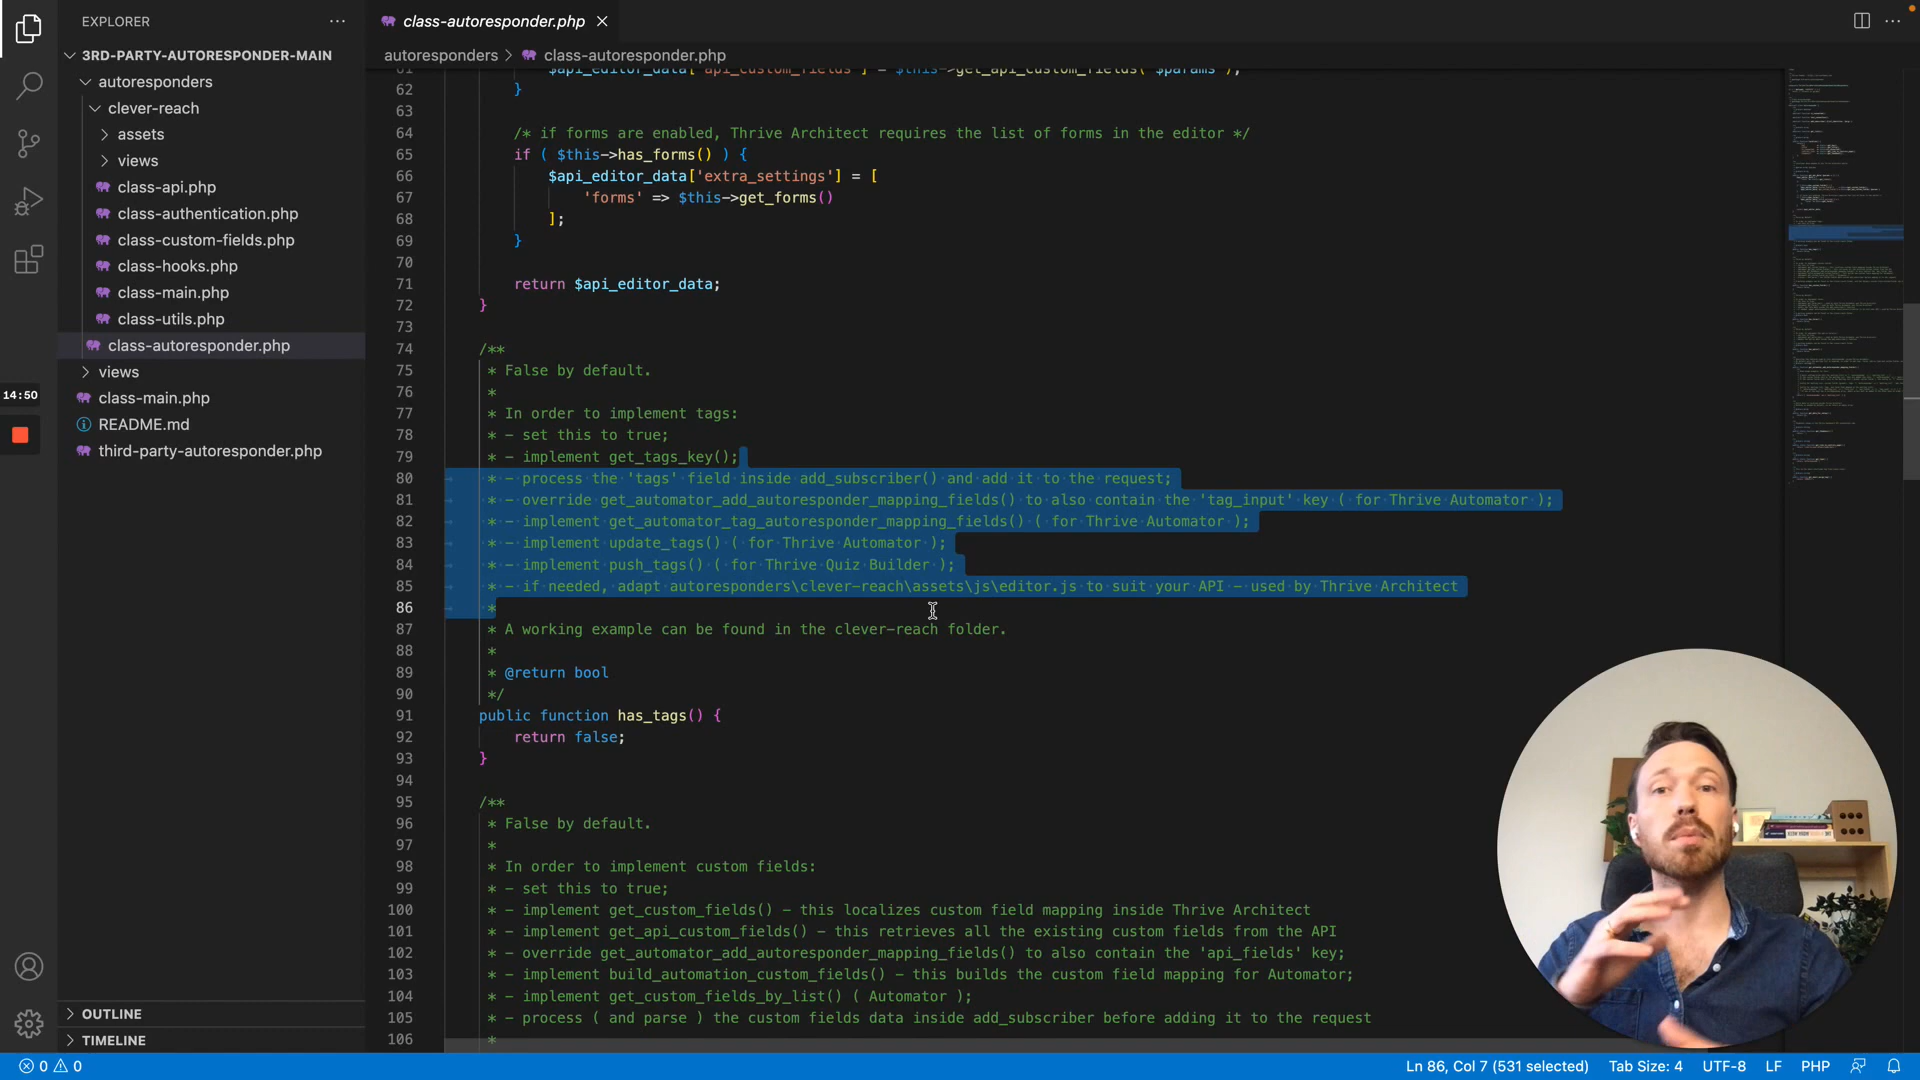 EXPLORER
class-autoresponder.php
3RD-PARTY-AUTORESPONDER-MAIN
autoresponders
clever-reach
assets
views
class-api.php
class-authentication.php
class-custom-fields.php
class-hooks.php
class-main.php
class-utils.php
class-autoresponder.php
views
class-main.php
README.md
third-party-autoresponder.php
14:50
OUTLINE
TIMELINE
autoresponders > class-autoresponder.php
61 $api_editor_data['api_custom_fields'] = $this->get_api_custom_fields( $params );
62 }
63
64 /* if forms are enabled, Thrive Architect requires the list of forms in the editor */
65 if ( $this->has_forms() ) {
66 $api_editor_data['extra_settings'] = [
67 'forms' => $this->get_forms()
68 ];
69 }
70
71 return $api_editor_data;
72 }
73
74 /**
75 * False by default.
76 *
77 * In order to implement tags:
78 * - set this to true;
79 * - implement get_tags_key();
80 * - process the 'tags' field inside add_subscriber() and add it to the request;
81 * - override get_automator_add_autoresponder_mapping_fields() to also contain the 'tag_input' key ( for Thrive Automator );
82 * - implement get_automator_tag_autoresponder_mapping_fields() ( for Thrive Automator );
83 * - implement update_tags() ( for Thrive Automator );
84 * - implement push_tags() ( for Thrive Quiz Builder );
85 * - if needed, adapt autoresponders\clever-reach\assets\js\editor.js to suit your API - used by Thrive Architect
86 *
87 * A working example can be found in the clever-reach folder.
88 *
89 * @return bool
90 */
91 public function has_tags() {
92 return false;
93 }
94
95 /**
96 * False by default.
97 *
98 * In order to implement custom fields:
99 * - set this to true;
100 * - implement get_custom_fields() - this localizes custom field mapping inside Thrive Architect
101 * - implement get_api_custom_fields() - this retrieves all the existing custom fields from the API
102 * - override get_automator_add_autoresponder_mapping_fields() to also contain the 'api_fields' key;
103 * - implement build_automation_custom_fields() - this builds the custom field mapping for Automator;
104 * - implement get_custom_fields_by_list() ( Automator );
105 * - process ( and parse ) the custom fields data inside add_subscriber before adding it to the request
106 *
0 0
Ln 86, Col 7 (531 selected) Tab Size: 4 UTF-8 LF PHP